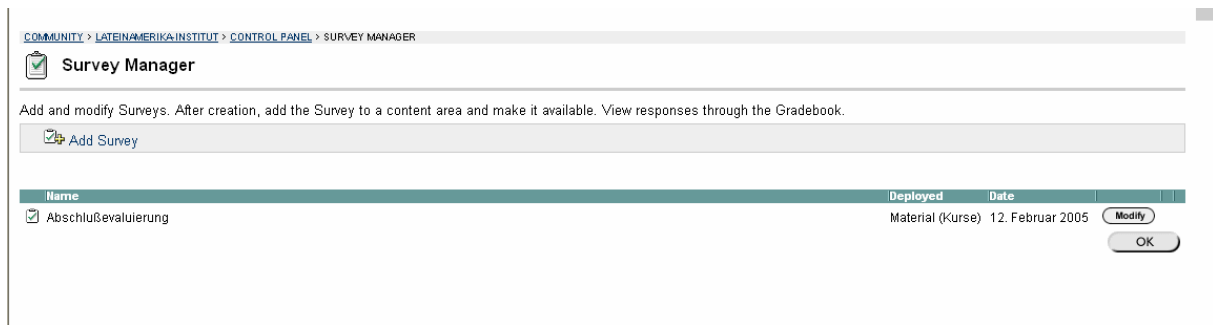 COMMUNITY > LATEINAMERIKA-INSTITUT > CONTROL PANEL > SURVEY MANAGER
Survey Manager
Add and modify Surveys. After creation, add the Survey to a content area and make it available. View responses through the Gradebook.
Add Survey
Name Deployed Date
Abschlußevaluierung Material (Kurse) 12. Februar 2005 Modify
OK